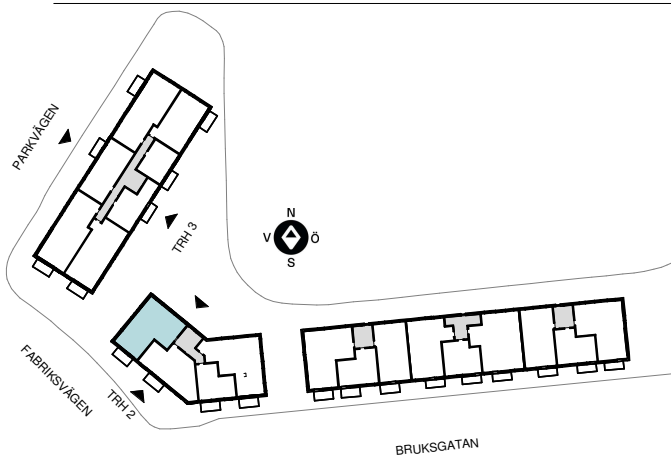 PARKVÄGEN
TRH 3
N
V Ö
S
FABRIKSVÄGEN
TRH 2
BRUKSGATAN